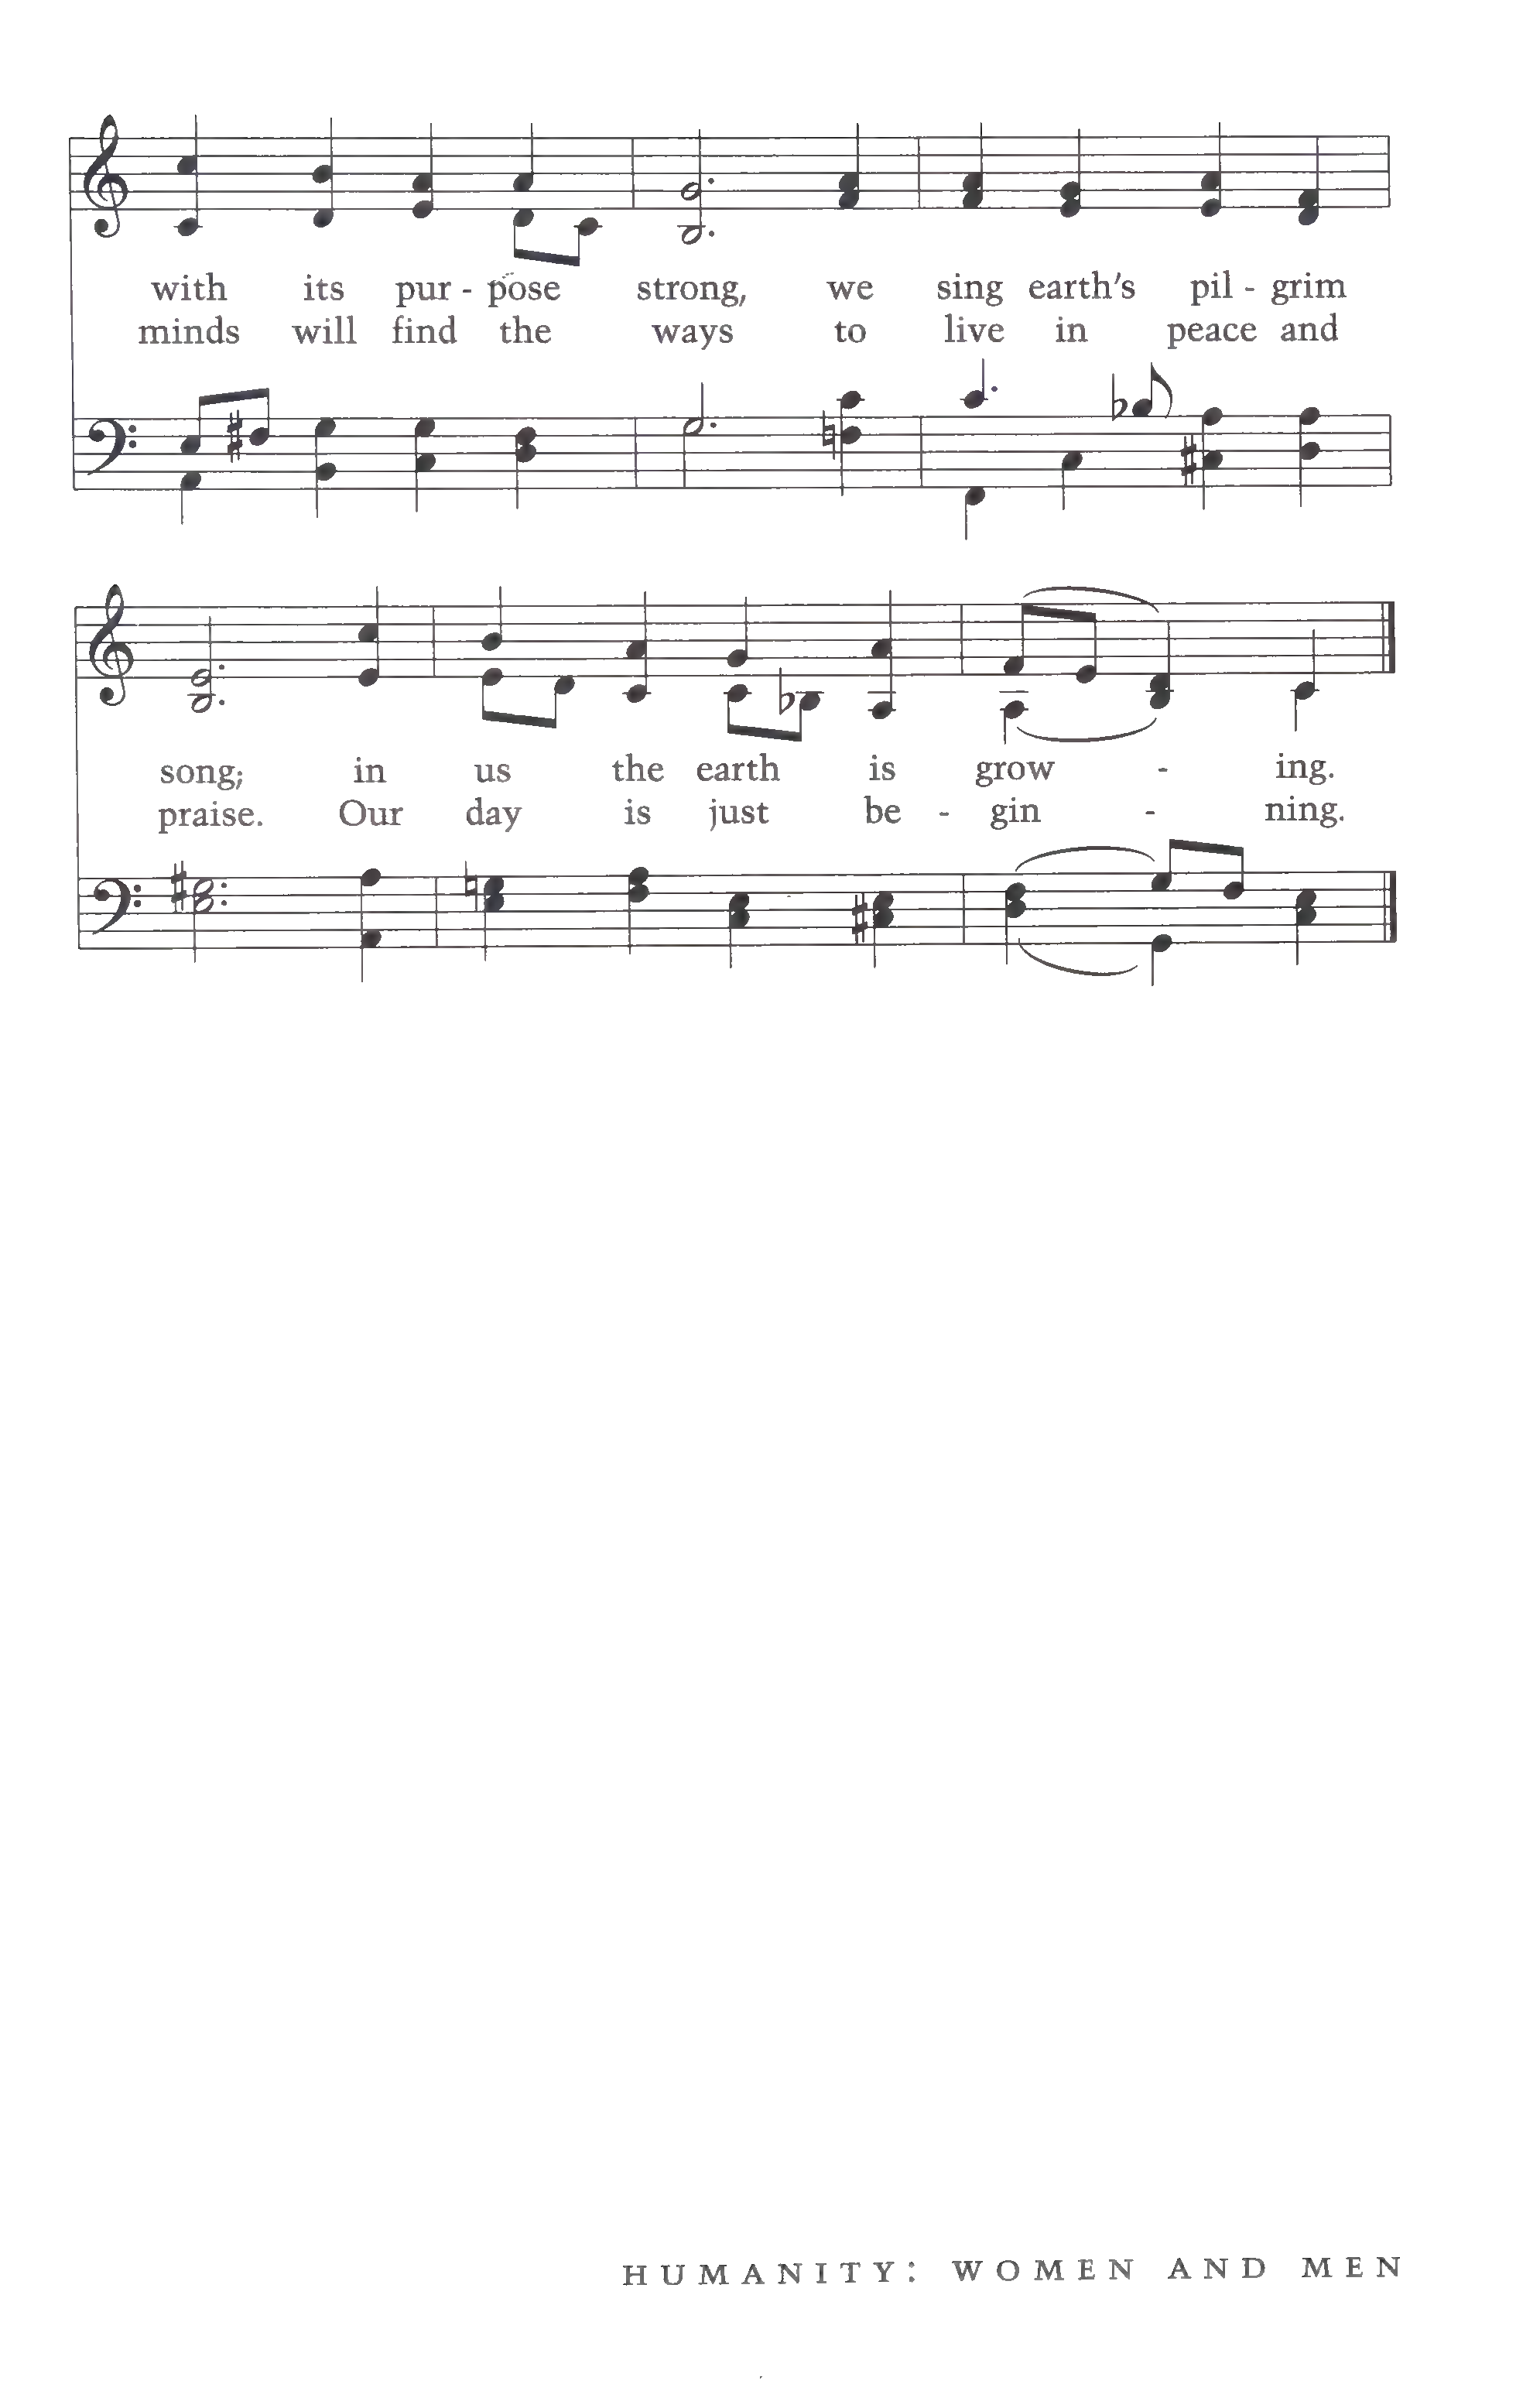 with its pur - pose strong, we sing earth's pil - grim
minds will find the ways to live in peace and
song; in us the earth is grow - ing.
praise. Our day is just be - gin - ning.
HUMANITY: WOMEN AND MEN